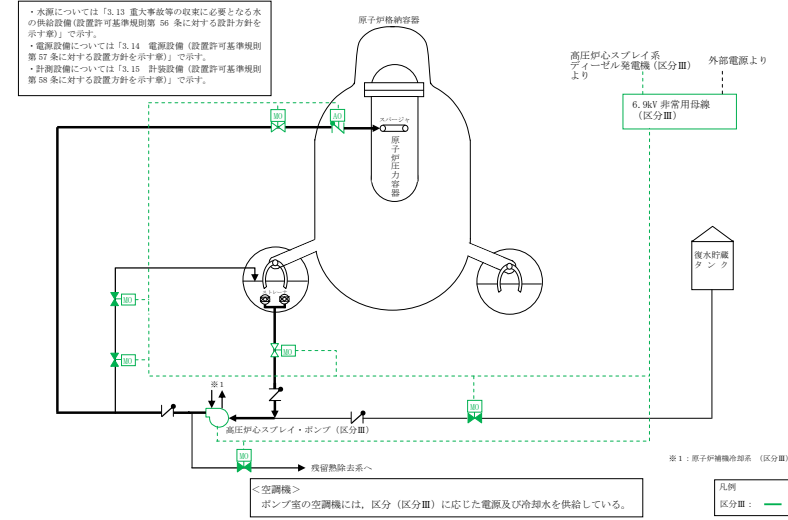 ・水源については「3.13 重大事故等の収束に必要となる水
の供給設備(設置許可基準規則第 56 条に対する設計方針を
示す章)」で示す。
・電源設備については「3.14 電源設備（設置許可基準規則
第 57 条に対する設置方針を示す章)」で示す。
・計測設備については「3.15 計装設備（設置許可基準規則
第 58 条に対する設置方針を示す章)」で示す。
原子炉格納容器
高圧炉心スプレイ系
ディーゼル発電機（区分Ⅲ）
より
外部電源より
6.9kV 非常用母線
（区分Ⅲ）
MO
AO
スパージャ
原子炉圧力容器
復水貯蔵
タンク
ストレーナ
MO
MO
MO
MO
※1
高圧炉心スプレイ・ポンプ（区分Ⅲ）
MO
残留熱除去系へ
※1：原子炉補機冷却系 （区分Ⅲ）
＜空調機＞
ポンプ室の空調機には，区分（区分Ⅲ）に応じた電源及び冷却水を供給している。
凡例
区分Ⅲ：